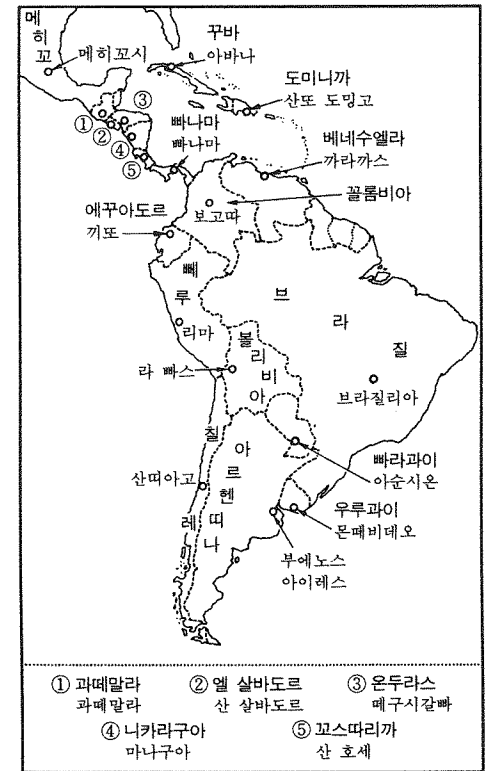 메히꼬
메히꼬시
꾸바
아바나
도미니까
산또 도밍고
①
②
③
④
⑤
빠나마
빠나마
베네수엘라
까라까스
꼴롬비아
보고따
에꾸아도르
끼또
뻬루
리마
브라질
브라질리아
볼리비아
라 빠스
칠레
산띠아고
아르헨띠나
빠라과이
아순시온
우루과이
몬떼비데오
부에노스
아이레스
① 과떼말라 ② 엘 살바도르 ③ 온두라스
과떼말라 산 살바도르 떼구시갈빠
④ 니카라구아 ⑤ 꼬스따리까
마나구아 산 호세